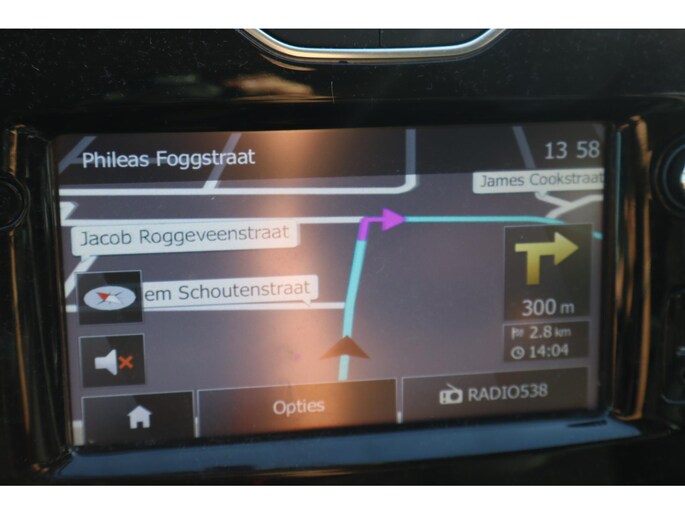 Phileas Foggstraat
13 58
James Cookstraat
Jacob Roggeveenstraat
em Schoutenstraat
300 m
2.8 km
14:04
Opties
RADIO538